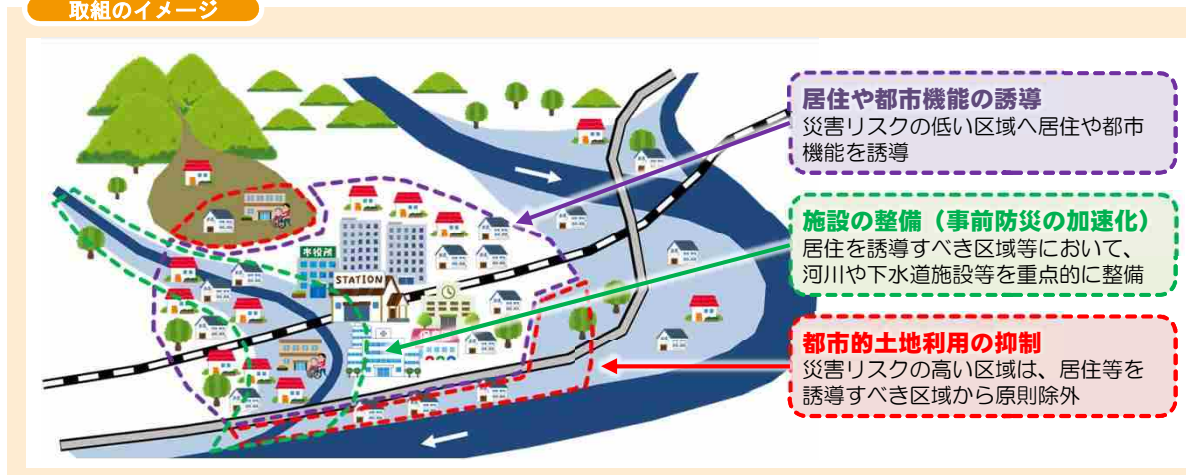 取組のイメージ
居住や都市機能の誘導
災害リスクの低い区域へ居住や都市
機能を誘導
施設の整備（事前防災の加速化）
居住を誘導すべき区域等において、
河川や下水道施設等を重点的に整備
都市的土地利用の抑制
災害リスクの高い区域は、居住等を
誘導すべき区域から原則除外
市役所
STATION